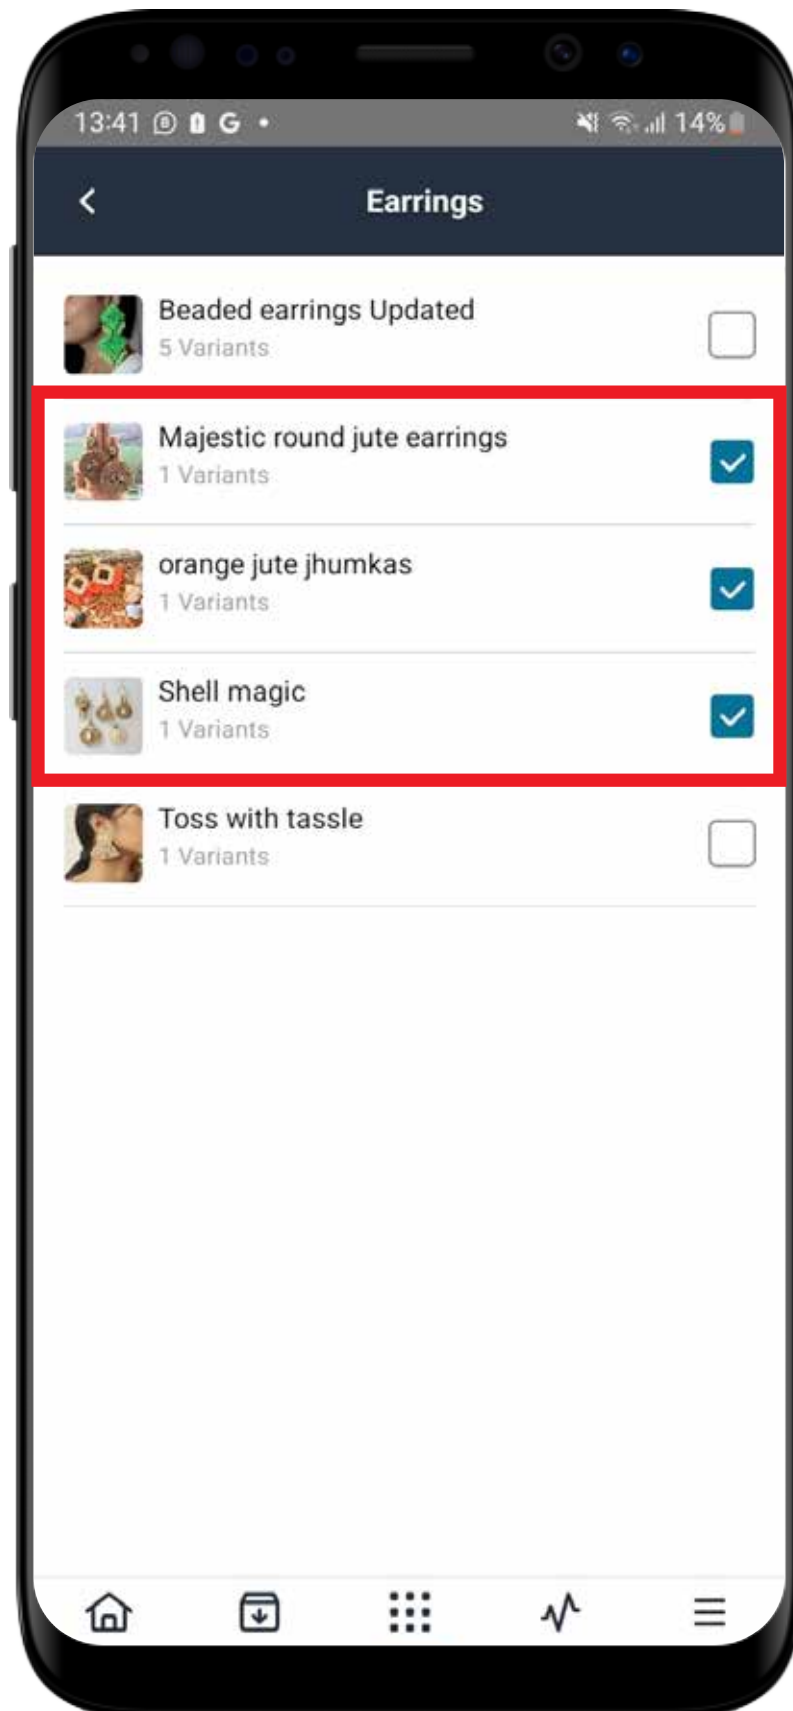 13:41 G
14%
Earrings
Beaded earrings Updated
5 Variants
Majestic round jute earrings
1 Variants
orange jute jhumkas
1 Variants
Shell magic
1 Variants
Toss with tassle
1 Variants